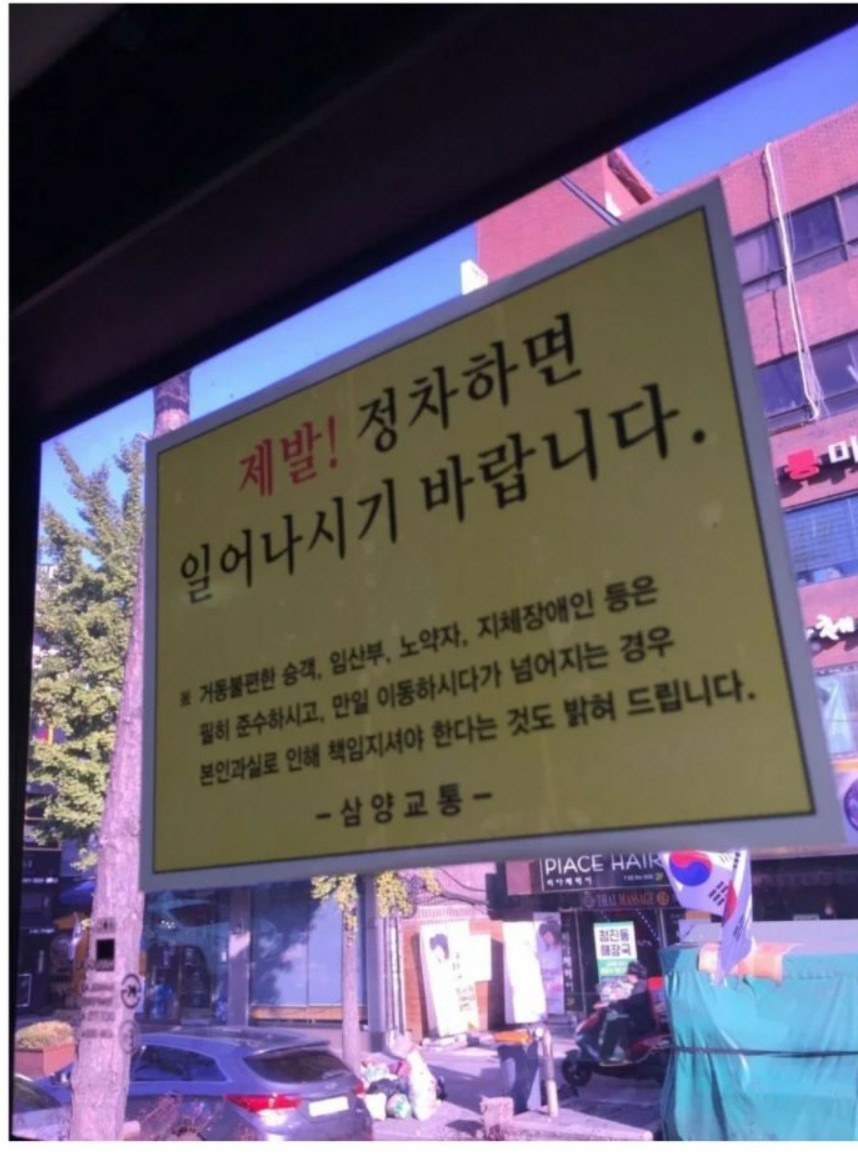 제발! 정차하면
일어나시기 바랍니다.
※ 거동불편한 승객, 임산부, 노약자, 지체장애인 등은
필히 준수하시고, 만일 이동하시다가 넘어지는 경우
본인과실로 인해 책임지셔야 한다는 것도 밝혀 드립니다.
-삼양교통-
PIACE HAIR
THAI MASSAGE
청진동
해장국